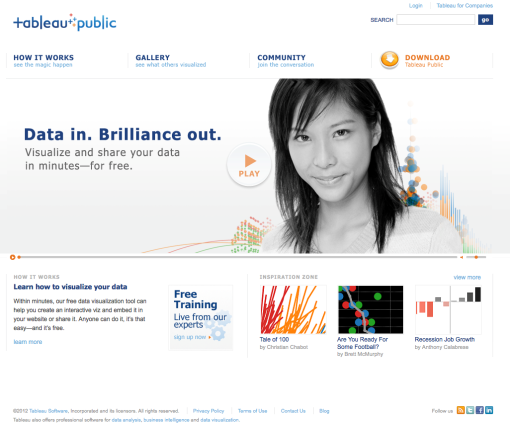 Login
Tableau for Companies
tableau public
SEARCH
go
HOW IT WORKS
see the magic happen
GALLERY
see what others visualized
COMMUNITY
join the conversation
DOWNLOAD
Tableau Public
Data in. Brilliance out.
Visualize and share your data
in minutes—for free.
PLAY
HOW IT WORKS
Learn how to visualize your data
Within minutes, our free data visualization tool can
help you create an interactive viz and embed it in
your website or share it. Anyone can do it, it's that
easy—and it's free.
learn more
Free
Training
Live from our
experts
sign up now
INSPIRATION ZONE
view more
Tale of 100
by Christian Chabot
Are You Ready For
Some Football?
by Brett McMurphy
Recession Job Growth
by Anthony Calabrese
©2012 Tableau Software, Incorporated and its licensors. All rights reserved.
Privacy Policy
Terms of Use
Contact Us
Blog
Follow us
Tableau also offers professional software for data analysis, business intelligence and data visualization.